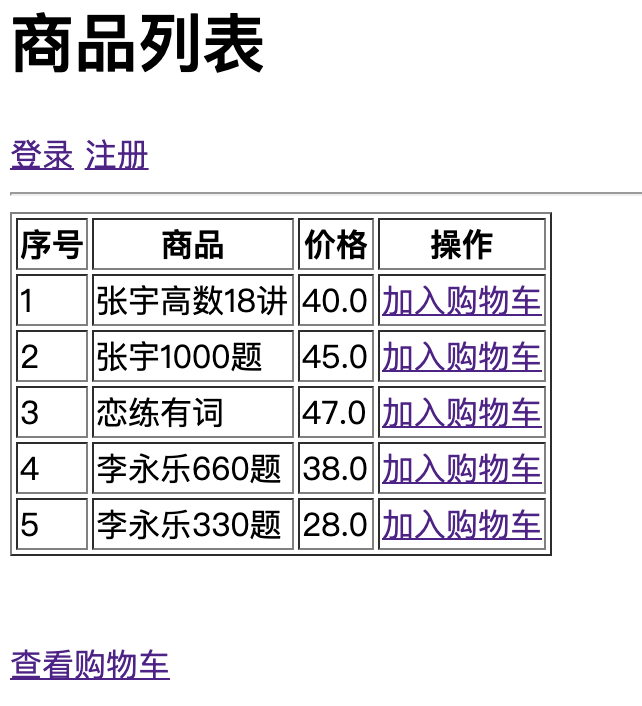 商品列表
登录 注册
序号 商品 价格 操作
1 张宇高数18讲 40.0 加入购物车
2 张宇1000题 45.0 加入购物车
3 恋练有词 47.0 加入购物车
4 李永乐660题 38.0 加入购物车
5 李永乐330题 28.0 加入购物车
查看购物车